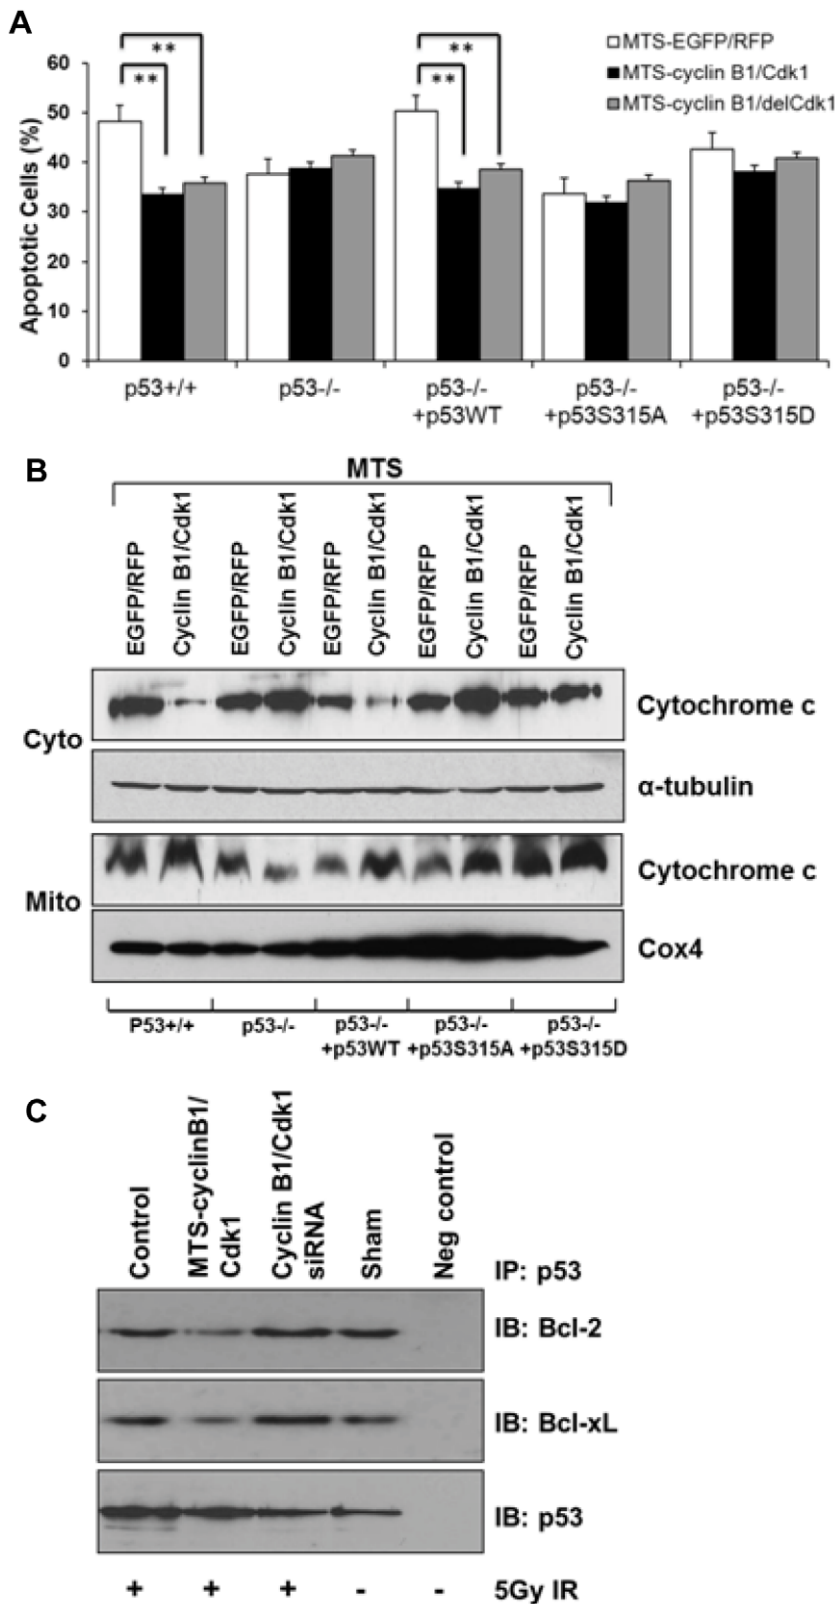 A
MTS-EGFP/RFP
MTS-cyclin B1/Cdk1
MTS-cyclin B1/delCdk1
**
**
**
**
Apoptotic Cells (%)
60
50
40
30
20
10
0
p53+/+
p53-/-
p53-/-
+p53WT
p53-/-
+p53S315A
p53-/-
+p53S315D
B
MTS
EGFP/RFP
Cyclin B1/Cdk1
EGFP/RFP
Cyclin B1/Cdk1
EGFP/RFP
Cyclin B1/Cdk1
EGFP/RFP
Cyclin B1/Cdk1
EGFP/RFP
Cyclin B1/Cdk1
Cyto
Cytochrome c
α-tubulin
Mito
Cytochrome c
Cox4
P53+/+
p53-/-
p53-/-
+p53WT
p53-/-
+p53S315A
p53-/-
+p53S315D
C
Control
MTS-cyclinB1/
Cdk1
Cyclin B1/Cdk1
siRNA
Sham
Neg control
IP: p53
IB: Bcl-2
IB: Bcl-xL
IB: p53
+ + + - - 5Gy IR